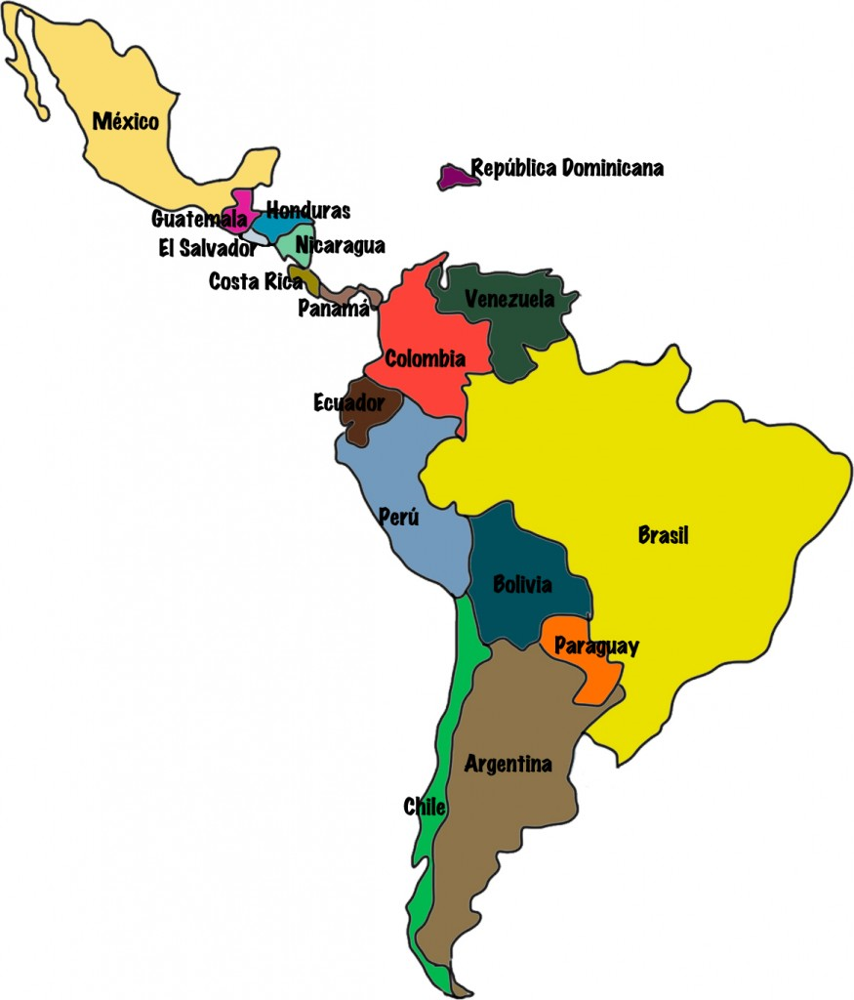 México
República Dominicana
Guatemala
Honduras
El Salvador
Nicaragua
Costa Rica
Panamá
Venezuela
Colombia
Ecuador
Perú
Brasil
Bolivia
Paraguay
Argentina
Chile